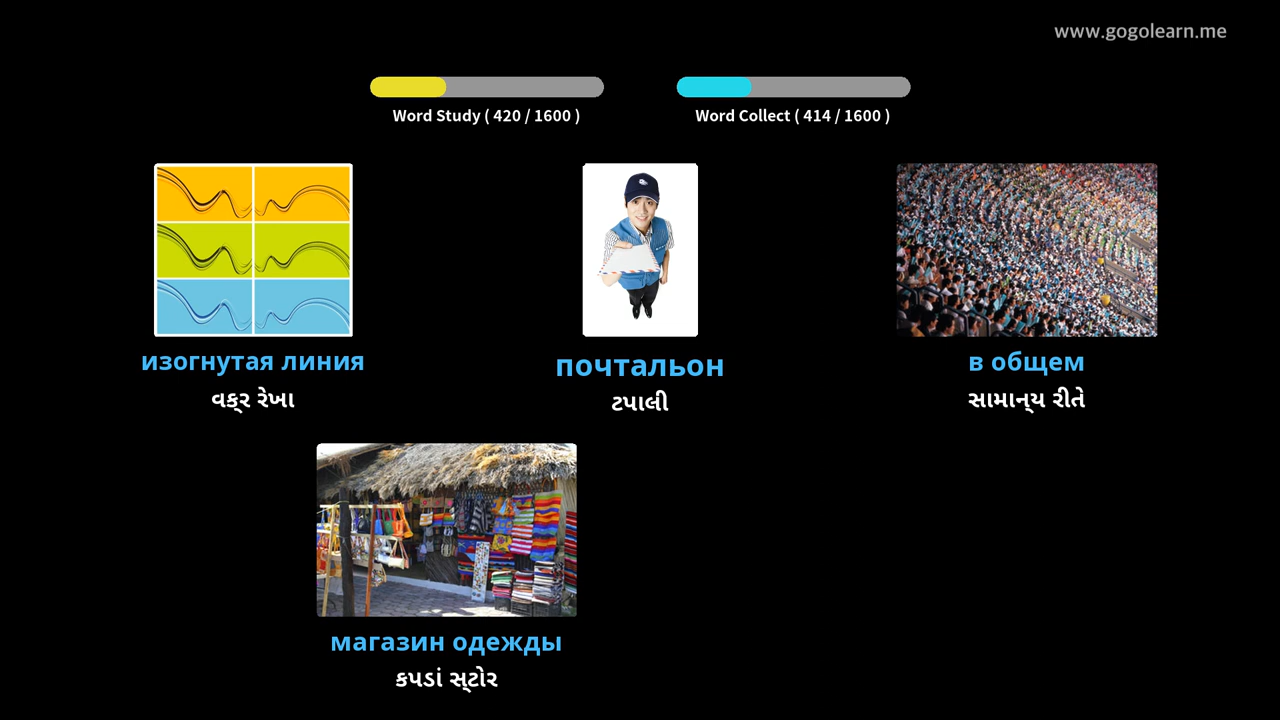 www.gogolearn.me
Word Study ( 420 / 1600 )
Word Collect ( 414 / 1600 )
изогнутая линия
વક્ર રેખા
почтальон
ટપાલી
в общем
સામાન્ય રીતે
магазин одежды
કપડાં સ્ટોર